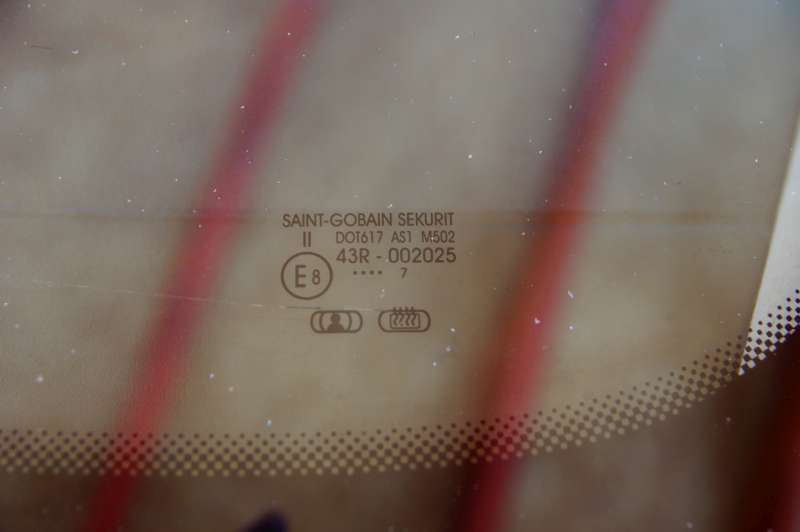 SAINT-GOBAIN SEKURIT
II DOT617 AS1 M502
43R - 002025
E8 •••• 7